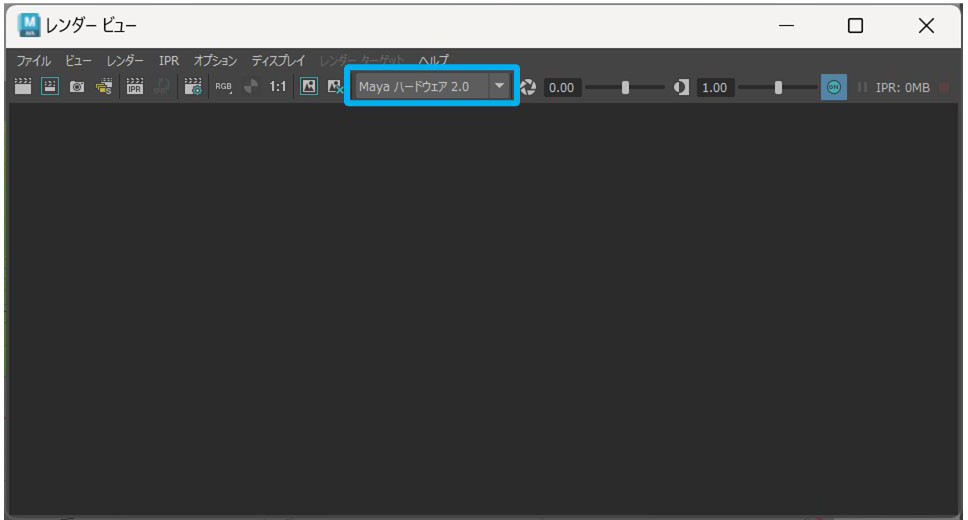 レンダー ビュー
ファイル ビュー レンダー IPR オプション ディスプレイ レンダー ターゲット ヘルプ
IPR RGB 1:1 Maya ハードウェア 2.0 0.00 1.00 ON IPR: 0MB